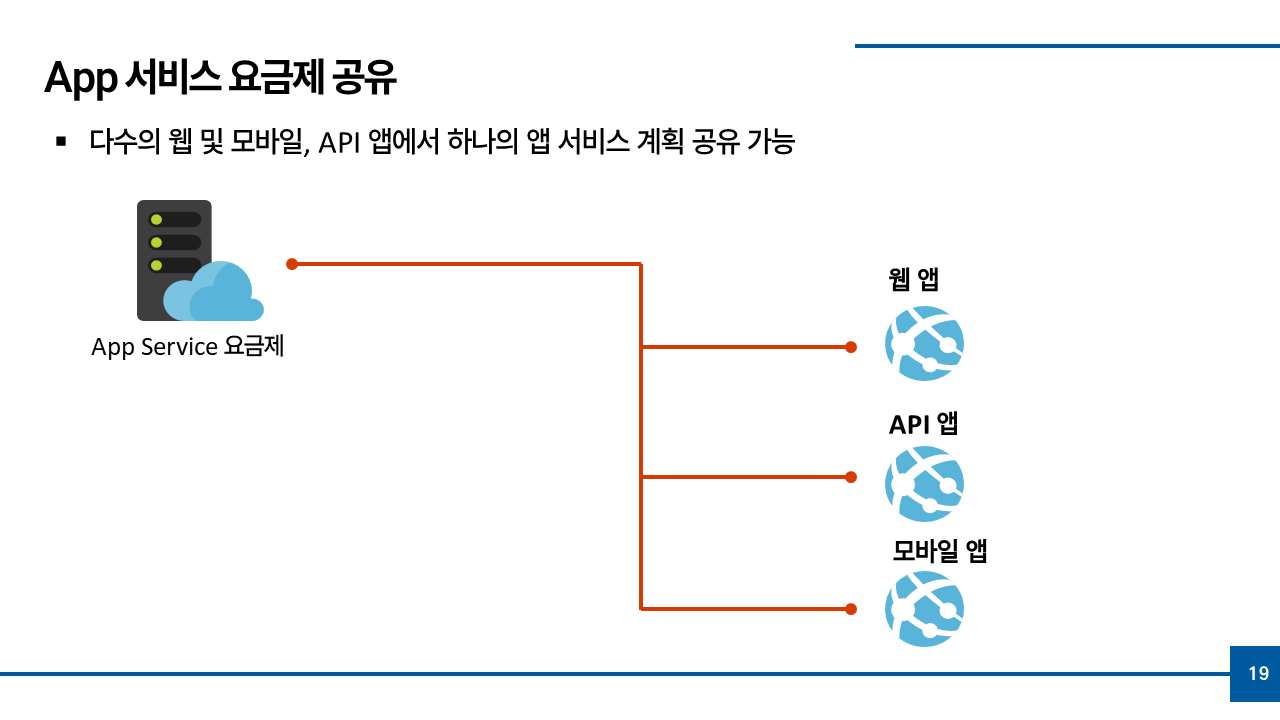 App 서비스 요금제 공유
▪ 다수의 웹 및 모바일, API 앱에서 하나의 앱 서비스 계획 공유 가능
App Service 요금제
웹 앱
API 앱
모바일 앱
19